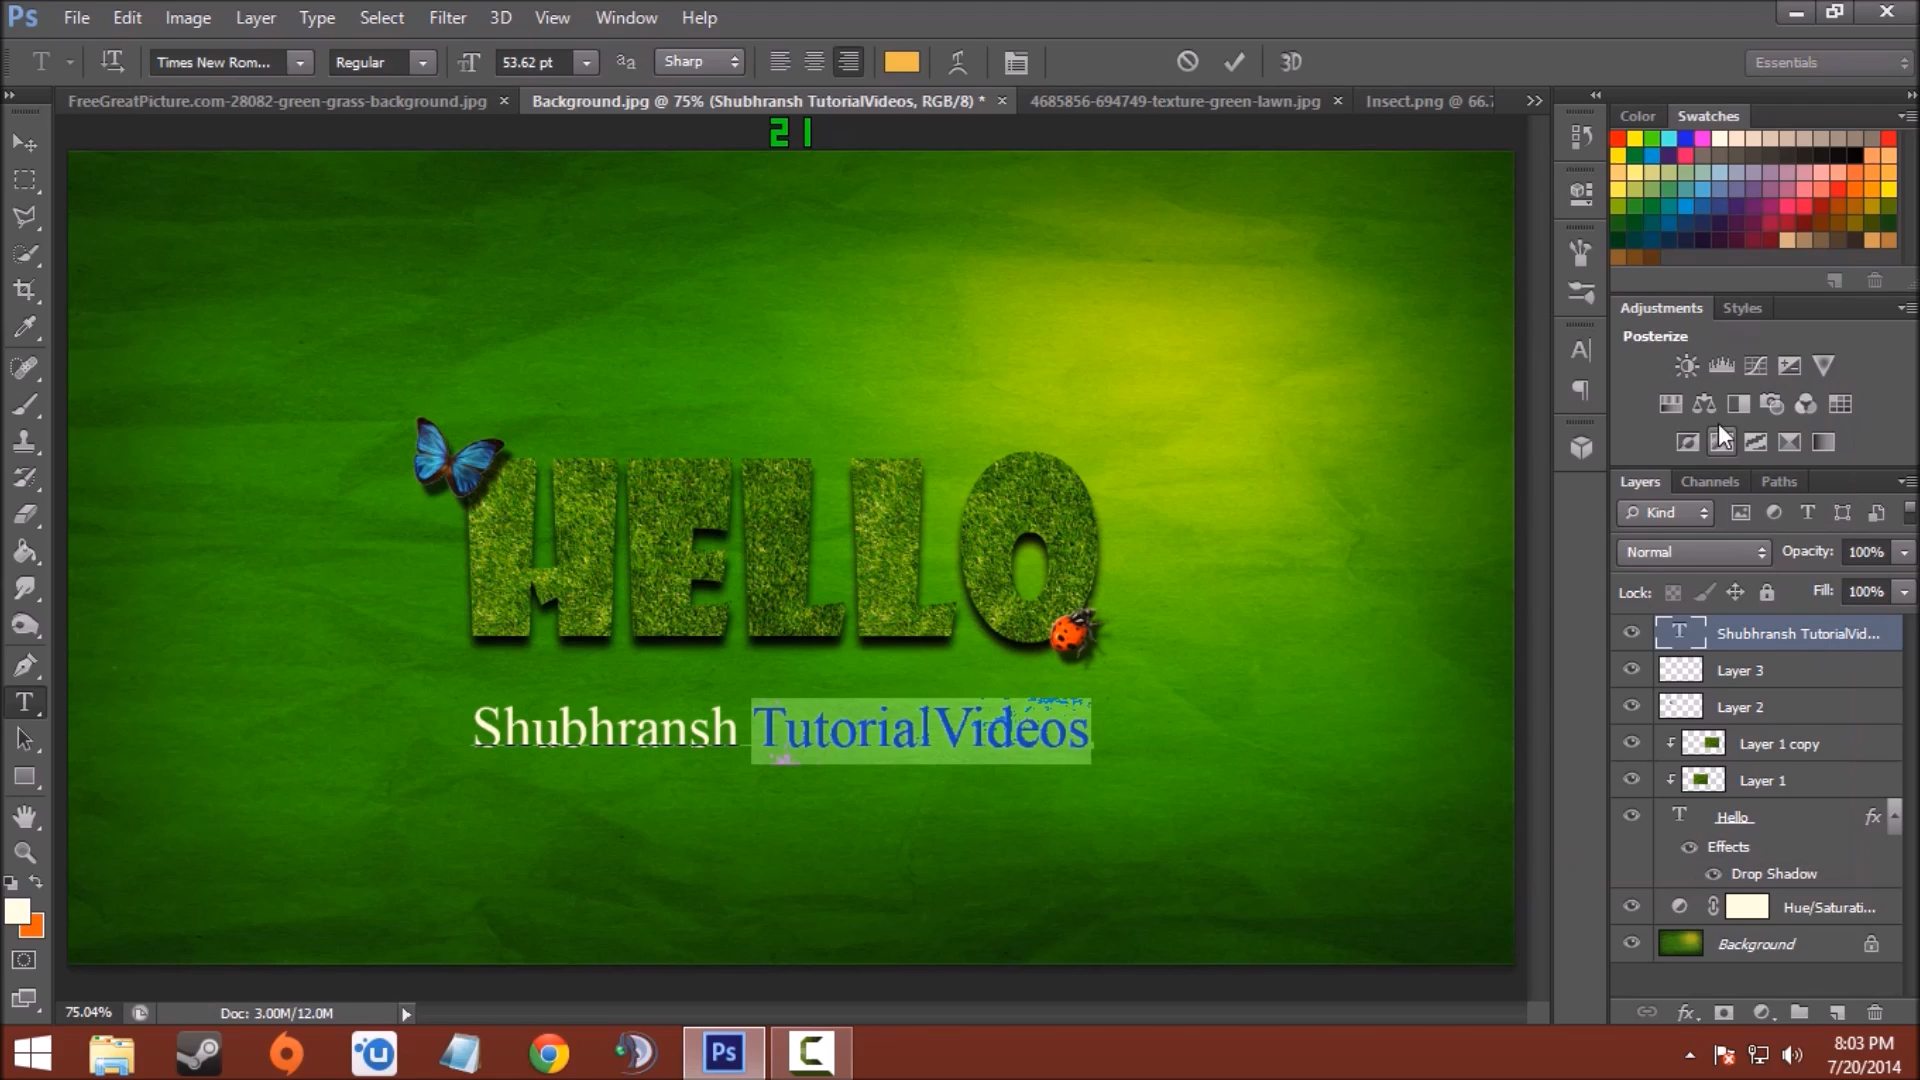 Ps File Edit Image Layer Type Select Filter 3D View Window Help
T Times New Rom... Regular 53.62 pt aa Sharp 3D Essentials
FreeGreatPicture.com-28082-green-grass-background.jpg × Background.jpg @ 75% (Shubhransh TutorialVideos, RGB/8) * × 4685856-694749-texture-green-lawn.jpg × Insect.png @ 66.7
21
Color Swatches
Adjustments Styles
Posterize
HELLO
Shubhransh TutorialVideos
Layers Channels Paths
Kind
Normal Opacity: 100%
Lock: Fill: 100%
Shubhransh TutorialVid...
Layer 3
Layer 2
Layer 1 copy
Layer 1
Hello fx
Effects
Drop Shadow
Hue/Saturati...
Background
75.04% Doc: 3.00M/12.0M
Ps
8:03 PM
7/20/2014